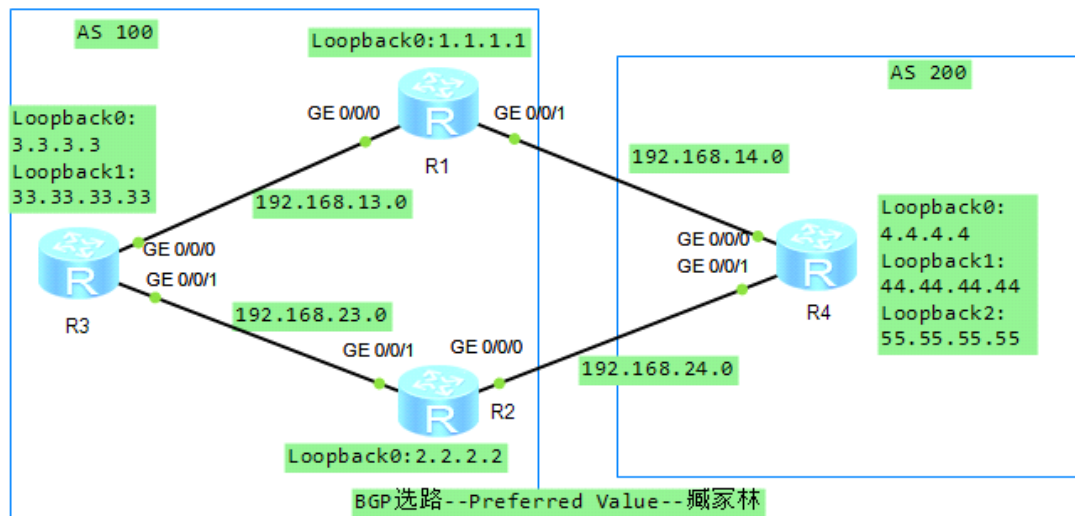 AS 100
Loopback0:1.1.1.1
AS 200
GE 0/0/0
GE 0/0/1
Loopback0:
3.3.3.3
Loopback1:
33.33.33.33
R
R1
192.168.14.0
192.168.13.0
Loopback0:
4.4.4.4
Loopback1:
44.44.44.44
Loopback2:
55.55.55.55
GE 0/0/0
GE 0/0/1
R
R4
R
R3
GE 0/0/0
GE 0/0/1
192.168.23.0
GE 0/0/1
GE 0/0/0
192.168.24.0
R
R2
Loopback0:2.2.2.2
BGP选路--Preferred Value--臧冢林